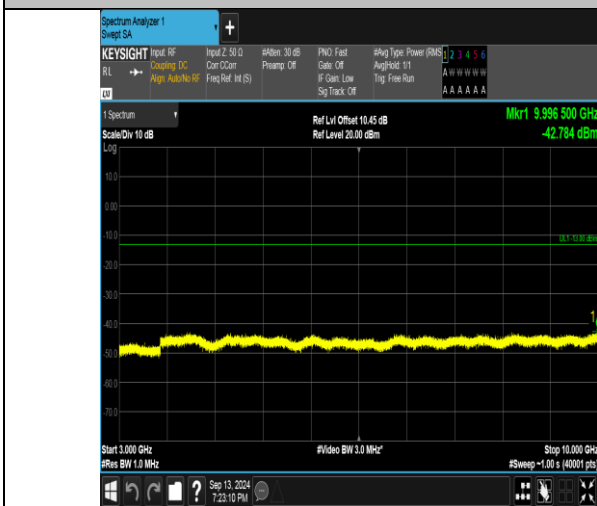 Spectrum Analyzer 1
Swept SA
+
KEYSIGHT Input: RF Input Z: 50 Ω #Atten: 30 dB PNO: Fast #Avg Type: Power (RMS 1 2 3 4 5 6
RL Coupling: DC Corr CCorr Preamp: Off Gate: Off Avg|Hold: 1/1 A W W W W W
Align: Auto/No RF Freq Ref: Int (S) IF Gain: Low Trig: Free Run
Sig Track: Off A A A A A A
1 Spectrum Ref Lvl Offset 10.45 dB Mkr1 9.996 500 GHz
Scale/Div 10 dB Ref Level 20.00 dBm -42.784 dBm
Log
10.0
0.00
-10.0
DL1 -13.00 dBm
-20.0
-30.0
1
-40.0
-50.0
-60.0
-70.0
Start 3.000 GHz #Video BW 3.0 MHz* Stop 10.000 GHz
#Res BW 1.0 MHz #Sweep ~1.00 s (40001 pts)
? Sep 13, 2024
7:23:10 PM